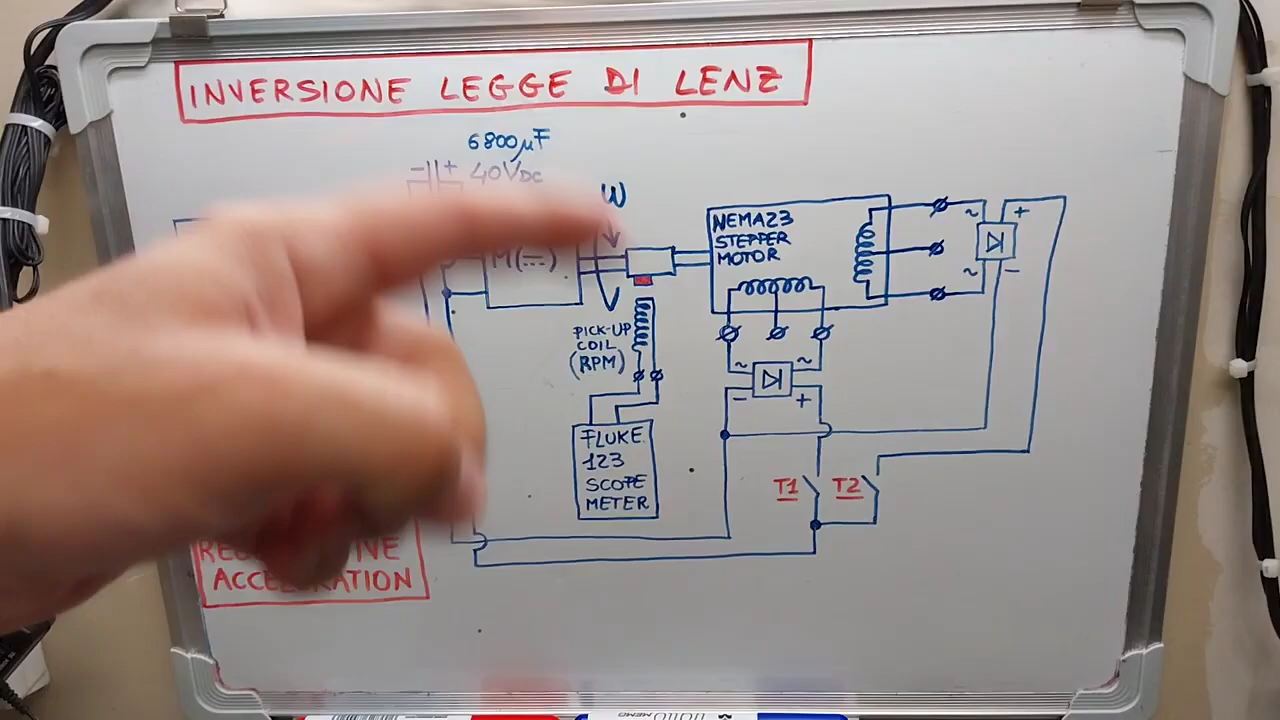 INVERSIONE LEGGE DI LENZ
6800µF
- +
40VDC
ω
M(⎓)
NEMA23
STEPPER
MOTOR
~ +
~ -
PICK-UP
COIL
(RPM)
~ ~
- +
FLUKE
123
SCOPE
METER
T1 T2
ACCELERATION